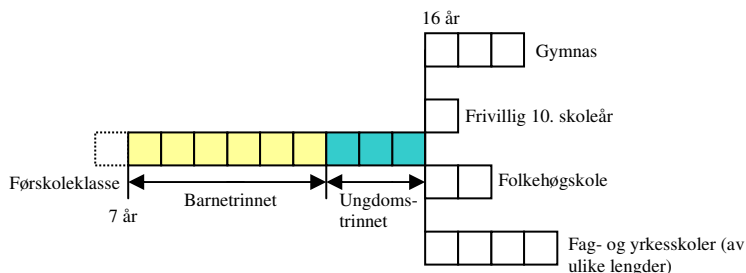 16 år
Gymnas
Frivillig 10. skoleår
Førskoleklasse
Barnetrinnet
Ungdoms-
trinnet
Folkehøgskole
7 år
Fag- og yrkesskoler (av
ulike lengder)